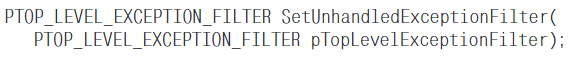 PTOP_LEVEL_EXCEPTION_FILTER SetUnhandledExceptionFilter(
PTOP_LEVEL_EXCEPTION_FILTER pTopLevelExceptionFilter);